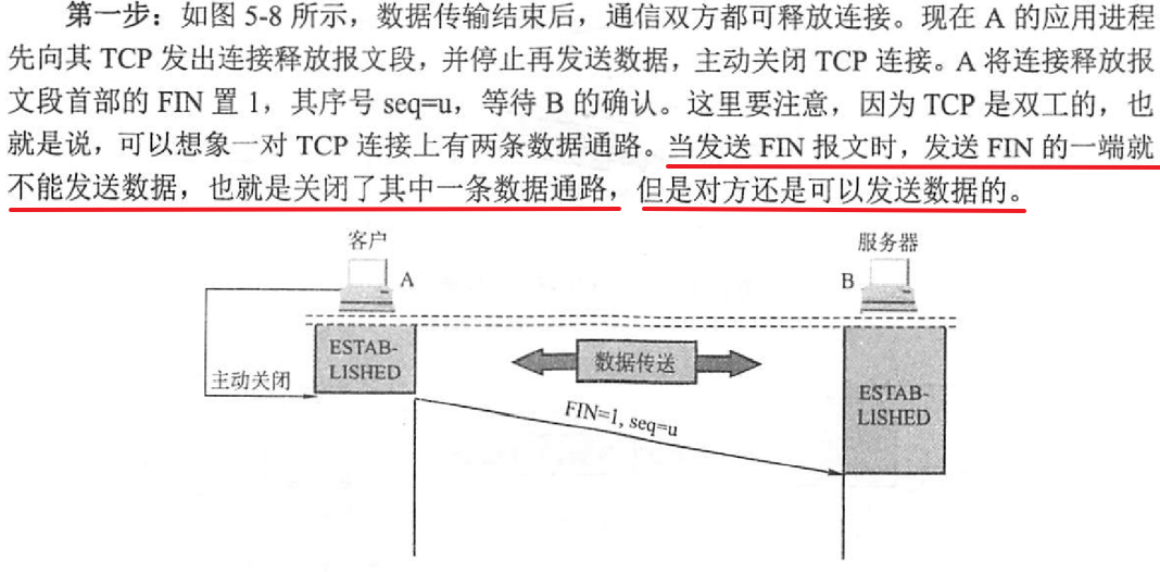 第一步：如图 5-8 所示，数据传输结束后，通信双方都可释放连接。现在 A 的应用进程
先向其 TCP 发出连接释放报文段，并停止再发送数据，主动关闭 TCP 连接。A 将连接释放报
文段首部的 FIN 置 1，其序号 seq=u，等待 B 的确认。这里要注意，因为 TCP 是双工的，也
就是说，可以想象一对 TCP 连接上有两条数据通路。当发送 FIN 报文时，发送 FIN 的一端就
不能发送数据，也就是关闭了其中一条数据通路，但是对方还是可以发送数据的。
客户
服务器
A
B
ESTAB-
LISHED
数据传送
主动关闭
ESTAB-
LISHED
FIN=1, seq=u